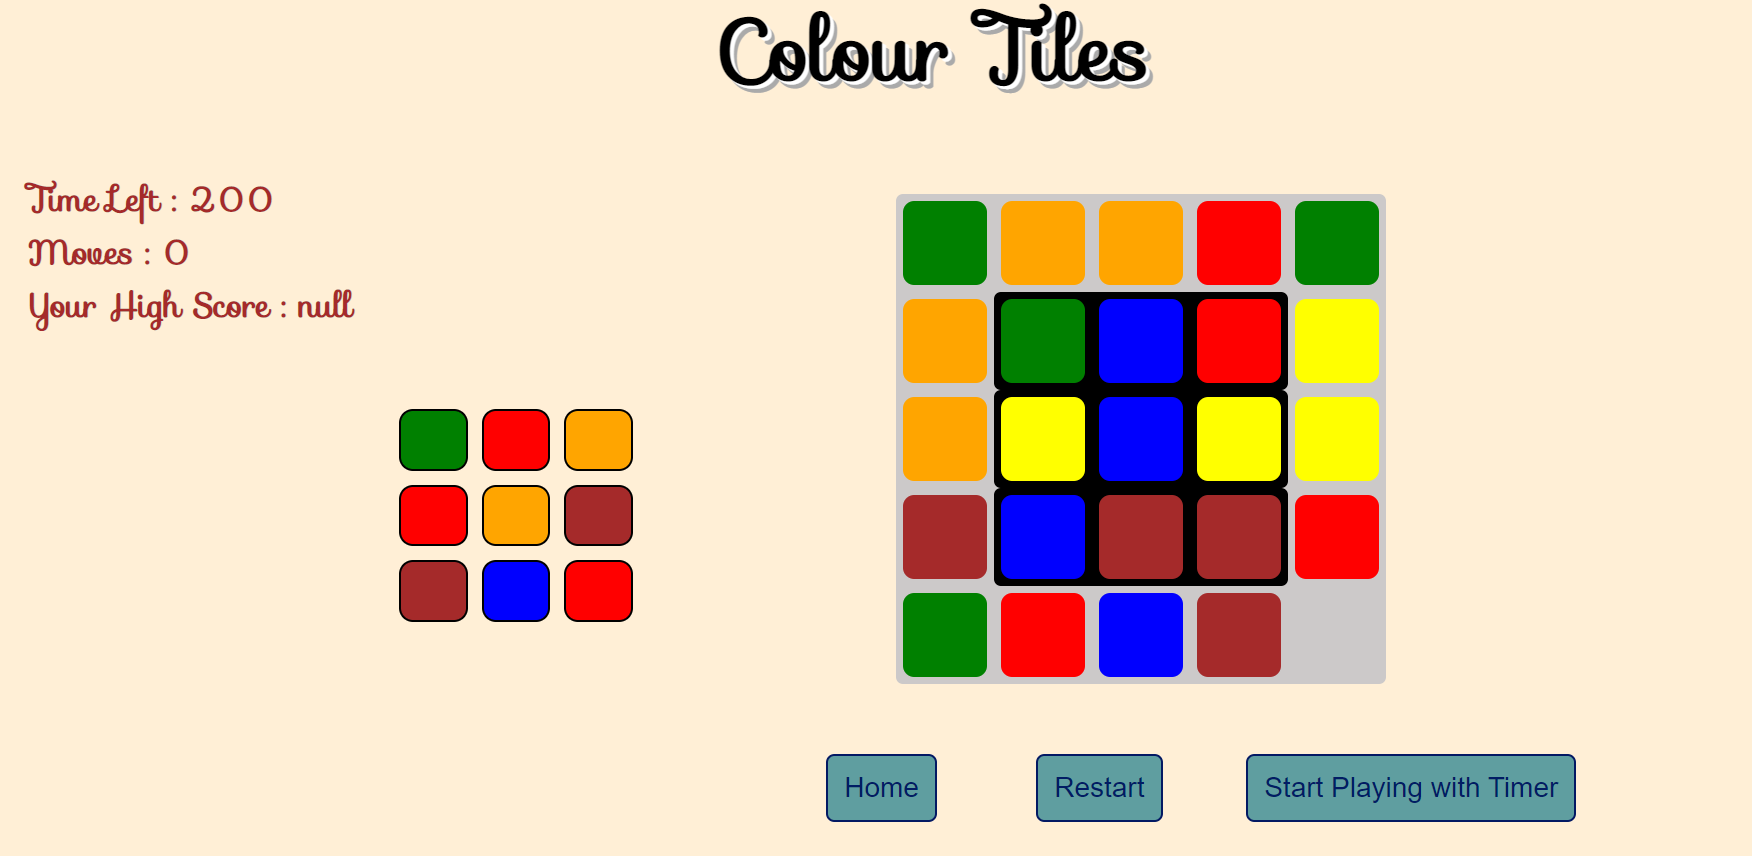 Colour Tiles
Time Left : 200
Moves : 0
Your High Score : null
Home
Restart
Start Playing with Timer